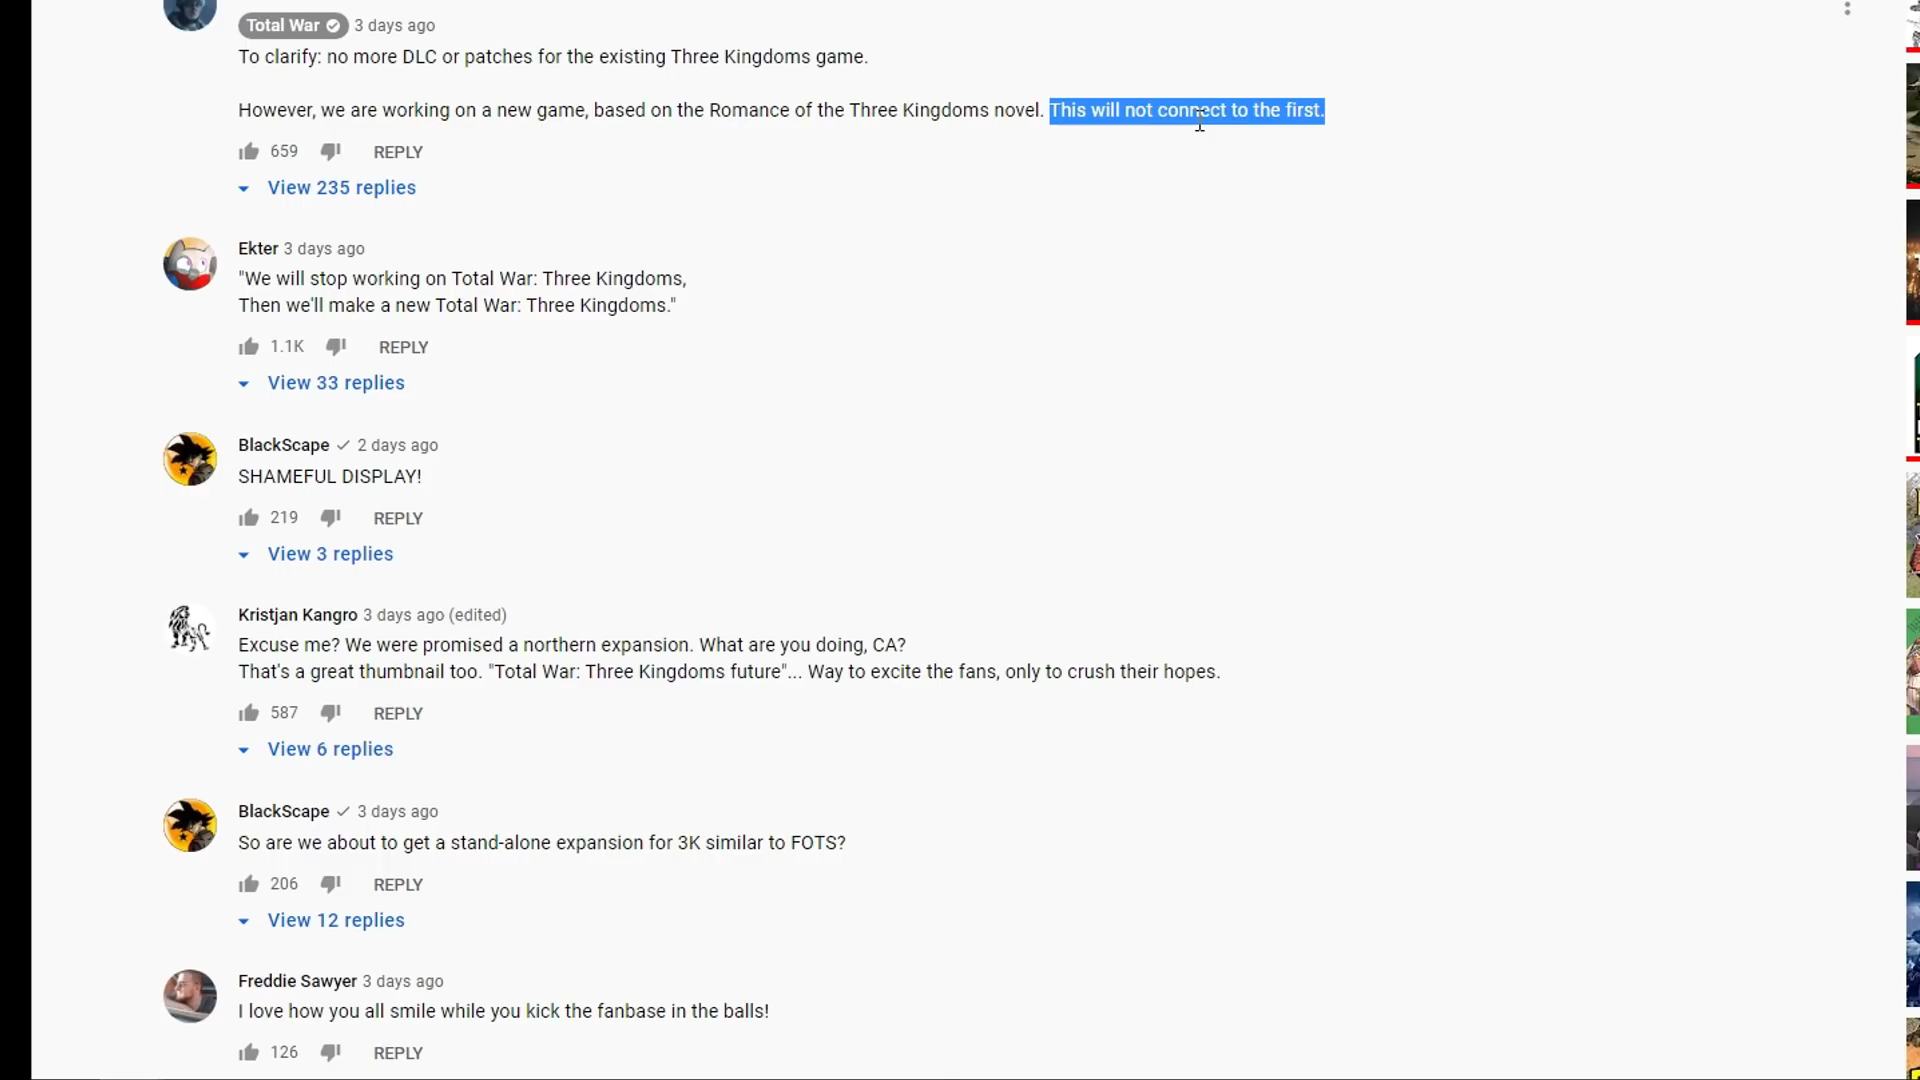 Total War 3 days ago
To clarify: no more DLC or patches for the existing Three Kingdoms game.
However, we are working on a new game, based on the Romance of the Three Kingdoms novel. This will not connect to the first.
659 REPLY
View 235 replies
Ekter 3 days ago
"We will stop working on Total War: Three Kingdoms,
Then we'll make a new Total War: Three Kingdoms."
1.1K REPLY
View 33 replies
BlackScape 2 days ago
SHAMEFUL DISPLAY!
219 REPLY
View 3 replies
Kristjan Kangro 3 days ago (edited)
Excuse me? We were promised a northern expansion. What are you doing, CA?
That's a great thumbnail too. "Total War: Three Kingdoms future"... Way to excite the fans, only to crush their hopes.
587 REPLY
View 6 replies
BlackScape 3 days ago
So are we about to get a stand-alone expansion for 3K similar to FOTS?
206 REPLY
View 12 replies
Freddie Sawyer 3 days ago
I love how you all smile while you kick the fanbase in the balls!
126 REPLY